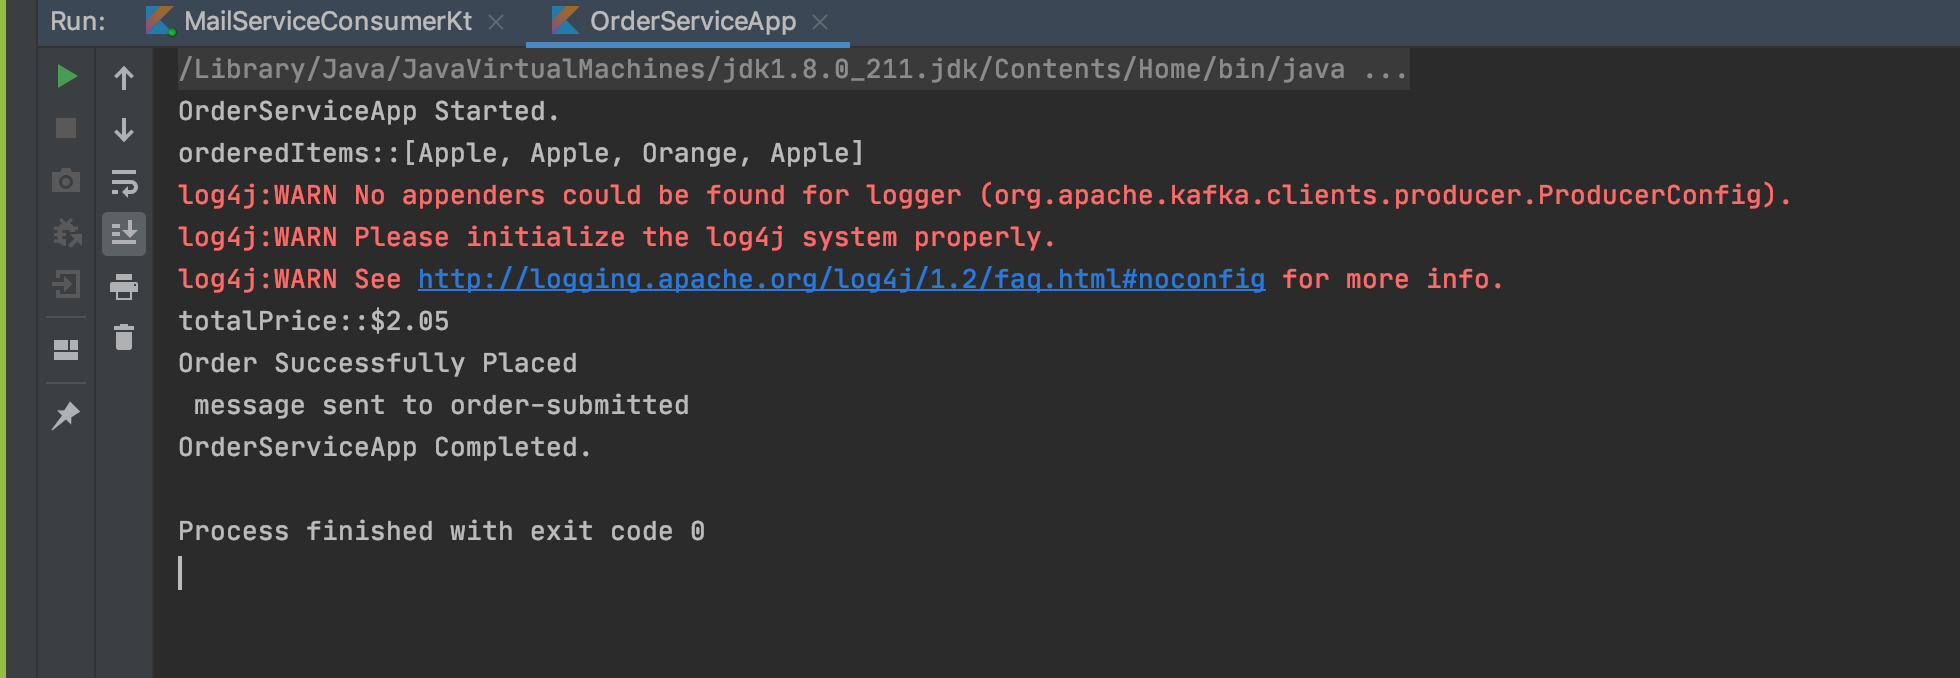 Run: MailServiceConsumerKt OrderServiceApp
/Library/Java/JavaVirtualMachines/jdk1.8.0_211.jdk/Contents/Home/bin/java ...
OrderServiceApp Started.
orderedItems::[Apple, Apple, Orange, Apple]
log4j:WARN No appenders could be found for logger (org.apache.kafka.clients.producer.ProducerConfig).
log4j:WARN Please initialize the log4j system properly.
log4j:WARN See http://logging.apache.org/log4j/1.2/faq.html#noconfig for more info.
totalPrice::$2.05
Order Successfully Placed
 message sent to order-submitted
OrderServiceApp Completed.
Process finished with exit code 0